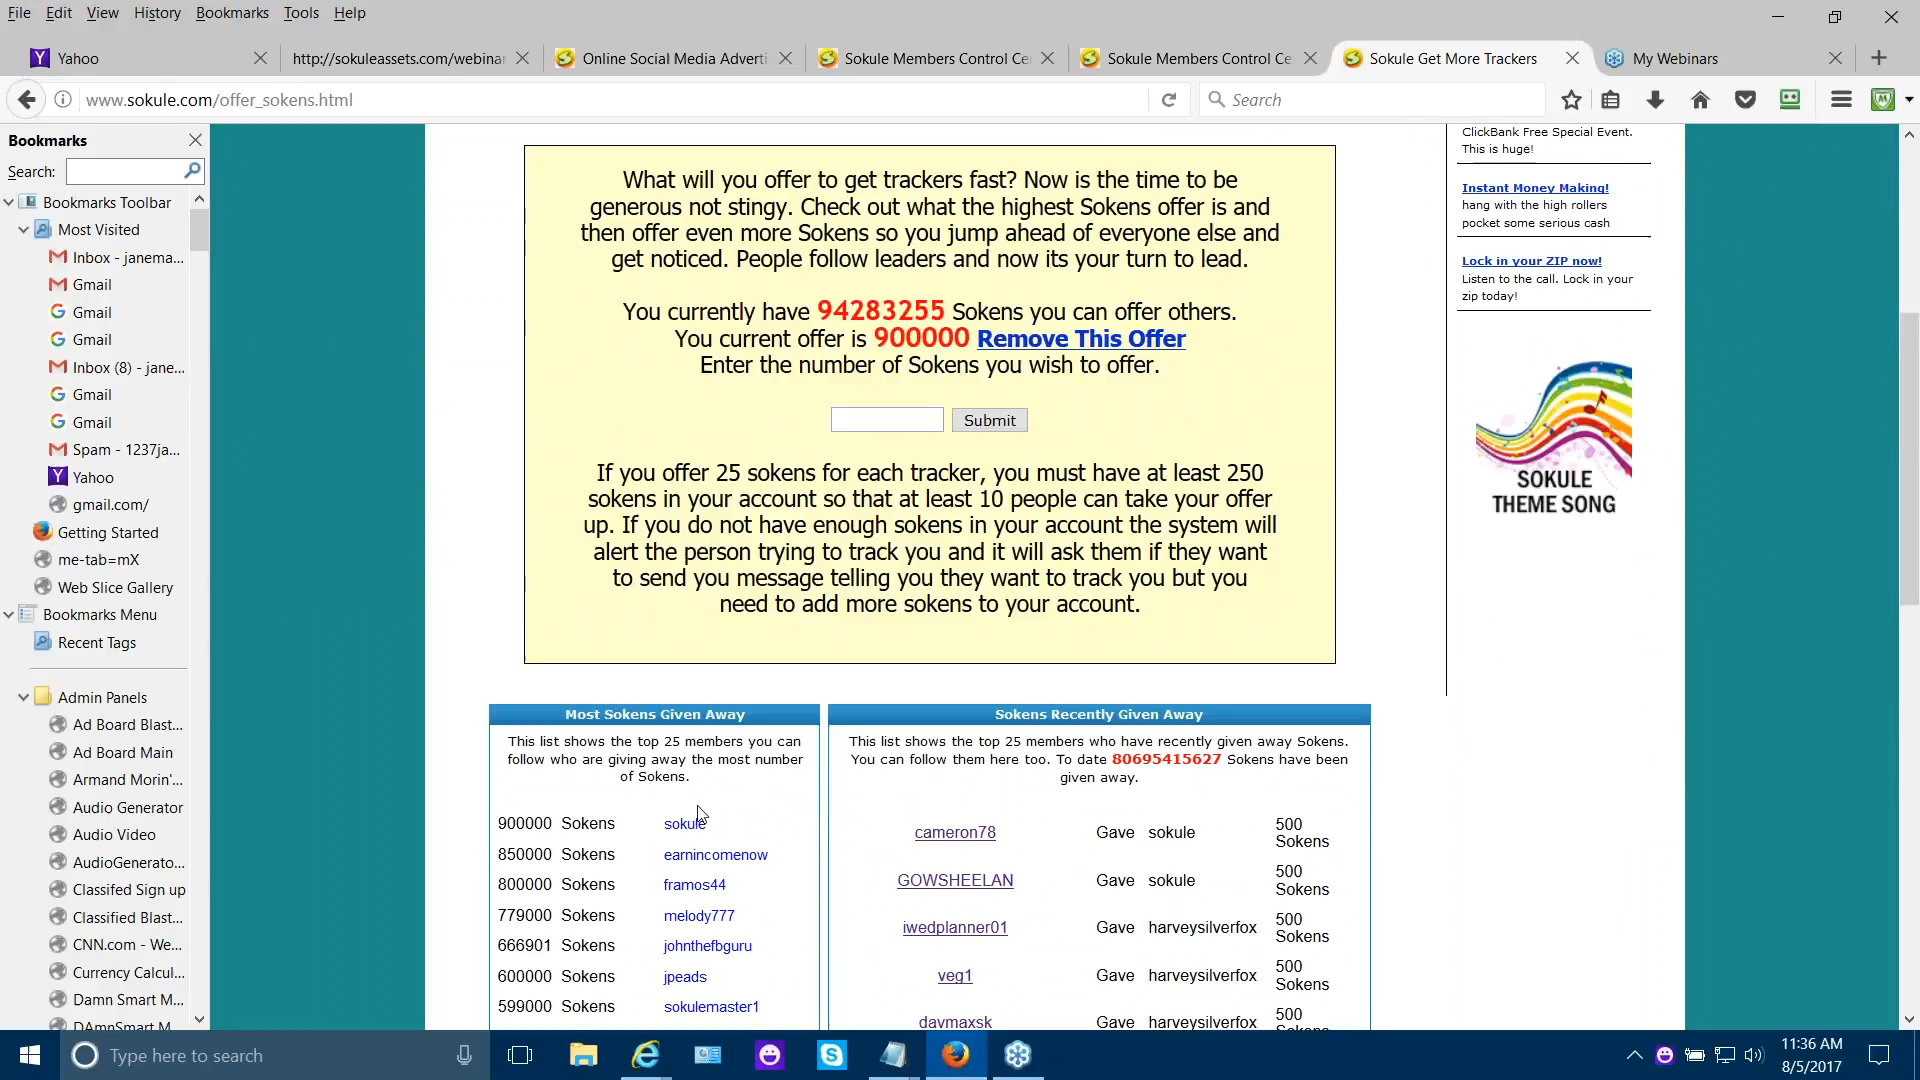 File Edit View History Bookmarks Tools Help
Yahoo
http://sokuleassets.com/webinar
Online Social Media Adverti
Sokule Members Control Ce
Sokule Members Control Ce
Sokule Get More Trackers
My Webinars
www.sokule.com/offer_sokens.html
Search
Bookmarks
Search:
Bookmarks Toolbar
Most Visited
Inbox - janema...
Gmail
Gmail
Gmail
Inbox (8) - jane...
Gmail
Gmail
Spam - 1237ja...
Yahoo
gmail.com/
Getting Started
me-tab=mX
Web Slice Gallery
Bookmarks Menu
Recent Tags
Admin Panels
Ad Board Blast...
Ad Board Main
Armand Morin'...
Audio Generator
Audio Video
AudioGenerato...
Classifed Sign up
Classified Blast...
CNN.com - We...
Currency Calcul...
Damn Smart M...
DAmnSmart M
What will you offer to get trackers fast? Now is the time to be
generous not stingy. Check out what the highest Sokens offer is and
then offer even more Sokens so you jump ahead of everyone else and
get noticed. People follow leaders and now its your turn to lead.
You currently have 94283255 Sokens you can offer others.
You current offer is 900000 Remove This Offer
Enter the number of Sokens you wish to offer.
Submit
If you offer 25 sokens for each tracker, you must have at least 250
sokens in your account so that at least 10 people can take your offer
up. If you do not have enough sokens in your account the system will
alert the person trying to track you and it will ask them if they want
to send you message telling you they want to track you but you
need to add more sokens to your account.
ClickBank Free Special Event.
This is huge!
Instant Money Making!
hang with the high rollers
pocket some serious cash
Lock in your ZIP now!
Listen to the call. Lock in your
zip today!
SOKULE
THEME SONG
Most Sokens Given Away
This list shows the top 25 members you can
follow who are giving away the most number
of Sokens.
900000 Sokens sokule
850000 Sokens earnincomenow
800000 Sokens framos44
779000 Sokens melody777
666901 Sokens johnthefbguru
600000 Sokens jpeads
599000 Sokens sokulemaster1
Sokens Recently Given Away
This list shows the top 25 members who have recently given away Sokens.
You can follow them here too. To date 80695415627 Sokens have been
given away.
cameron78 Gave sokule 500 Sokens
GOWSHEELAN Gave sokule 500 Sokens
iwedplanner01 Gave harveysilverfox 500 Sokens
veg1 Gave harveysilverfox 500 Sokens
davmaxsk Gave harveysilverfox 500 Sokens
Type here to search
11:36 AM
8/5/2017